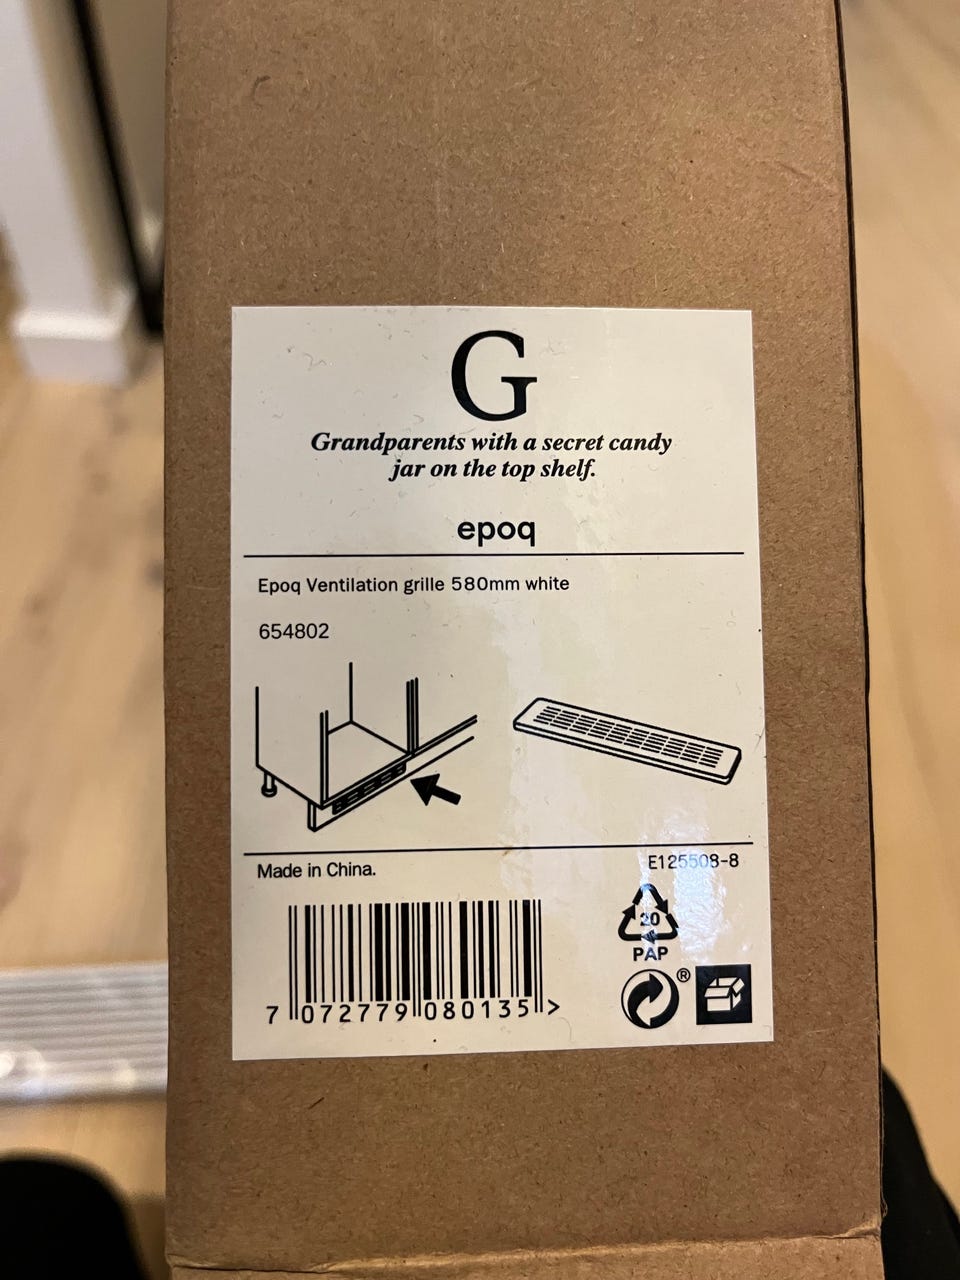 G
Grandparents with a secret candy
jar on the top shelf.
epoq
Epoq Ventilation grille 580mm white
654802
Made in China.
E125508-8
20
PAP
®
7 072779 080135 >